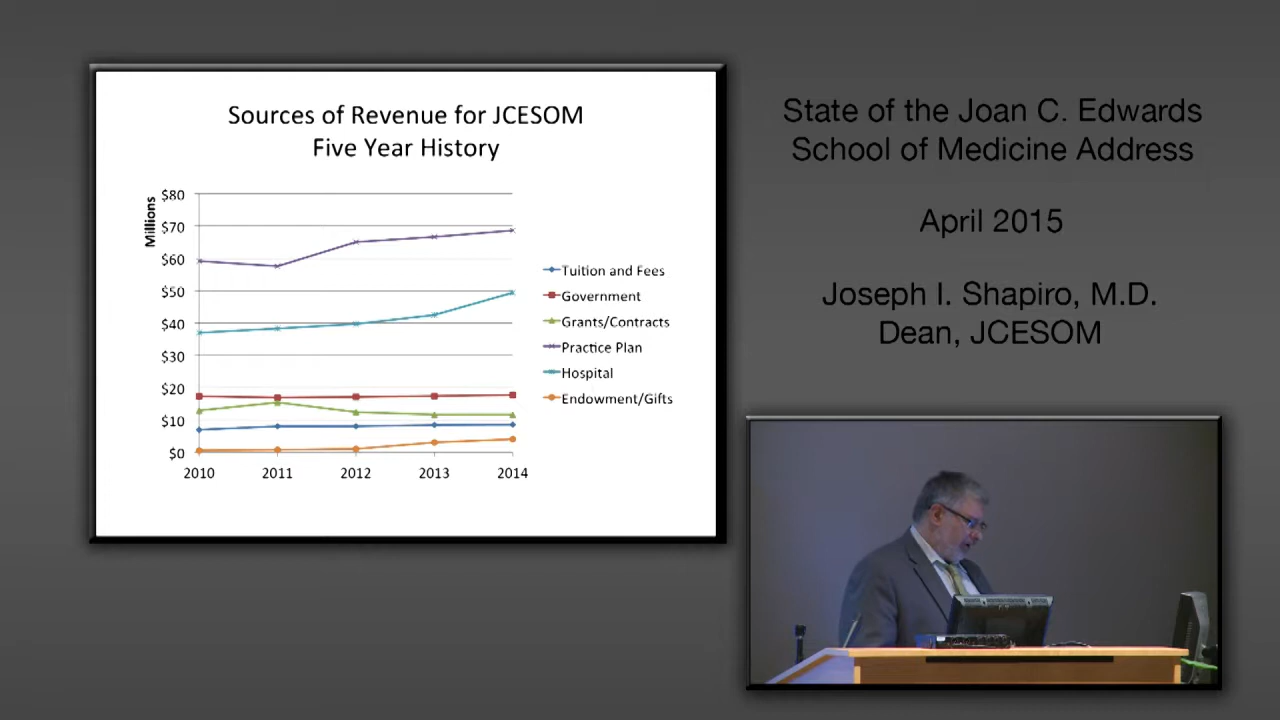 Sources of Revenue for JCESOM
Five Year History
Millions
$80
$70
$60
$50
$40
$30
$20
$10
$0
2010 2011 2012 2013 2014
Tuition and Fees
Government
Grants/Contracts
Practice Plan
Hospital
Endowment/Gifts
State of the Joan C. Edwards
School of Medicine Address
April 2015
Joseph I. Shapiro, M.D.
Dean, JCESOM